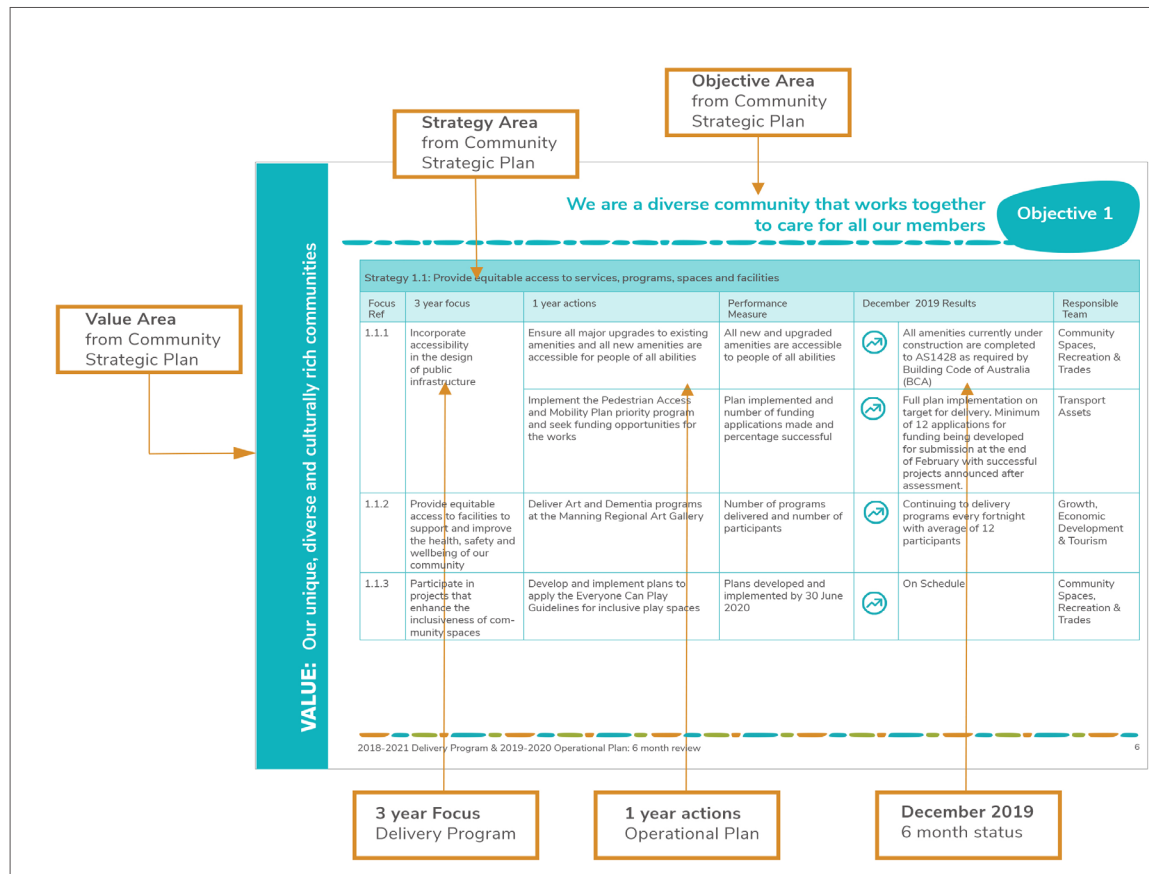 Objective Area
from Community
Strategic Plan
Strategy Area
from Community
Strategic Plan
Value Area
from Community
Strategic Plan
VALUE: Our unique, diverse and culturally rich communities
We are a diverse community that works together
to care for all our members
Objective 1
Strategy 1.1: Provide equitable access to services, programs, spaces and facilities
Focus
Ref
3 year focus
1 year actions
Performance
Measure
December 2019 Results
Responsible
Team
1.1.1
Incorporate
accessibility
in the design
of public
infrastructure
Ensure all major upgrades to existing
amenities and all new amenities are
accessible for people of all abilities
All new and upgraded
amenities are accessible
to people of all abilities
All amenities currently under
construction are completed
to AS1428 as required by
Building Code of Australia
(BCA)
Community
Spaces,
Recreation &
Trades
Implement the Pedestrian Access
and Mobility Plan priority program
and seek funding opportunities for
the works
Plan implemented and
number of funding
applications made and
percentage successful
Full plan implementation on
target for delivery. Minimum
of 12 applications for
funding being developed
for submission at the end
of February with successful
projects announced after
assessment.
Transport
Assets
1.1.2
Provide equitable
access to facilities to
support and improve
the health, safety and
wellbeing of our
community
Deliver Art and Dementia programs
at the Manning Regional Art Gallery
Number of programs
delivered and number of
participants
Continuing to delivery
programs every fortnight
with average of 12
participants
Growth,
Economic
Development
& Tourism
1.1.3
Participate in
projects that
enhance the
inclusiveness of com-
munity spaces
Develop and implement plans to
apply the Everyone Can Play
Guidelines for inclusive play spaces
Plans developed and
implemented by 30 June
2020
On Schedule
Community
Spaces,
Recreation &
Trades
2018-2021 Delivery Program & 2019-2020 Operational Plan: 6 month review
6
3 year Focus
Delivery Program
1 year actions
Operational Plan
December 2019
6 month status